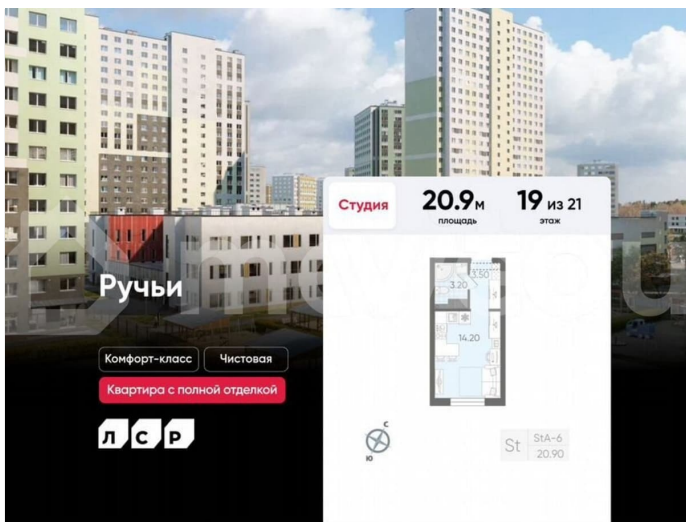 Студия
20.9м
площадь
19 из 21
этаж
3.20
3.50
14.20
Ручьи
Комфорт-класс
Чистовая
Квартира с полной отделкой
ЛСР
С
Ю
St
StA-6
20.90